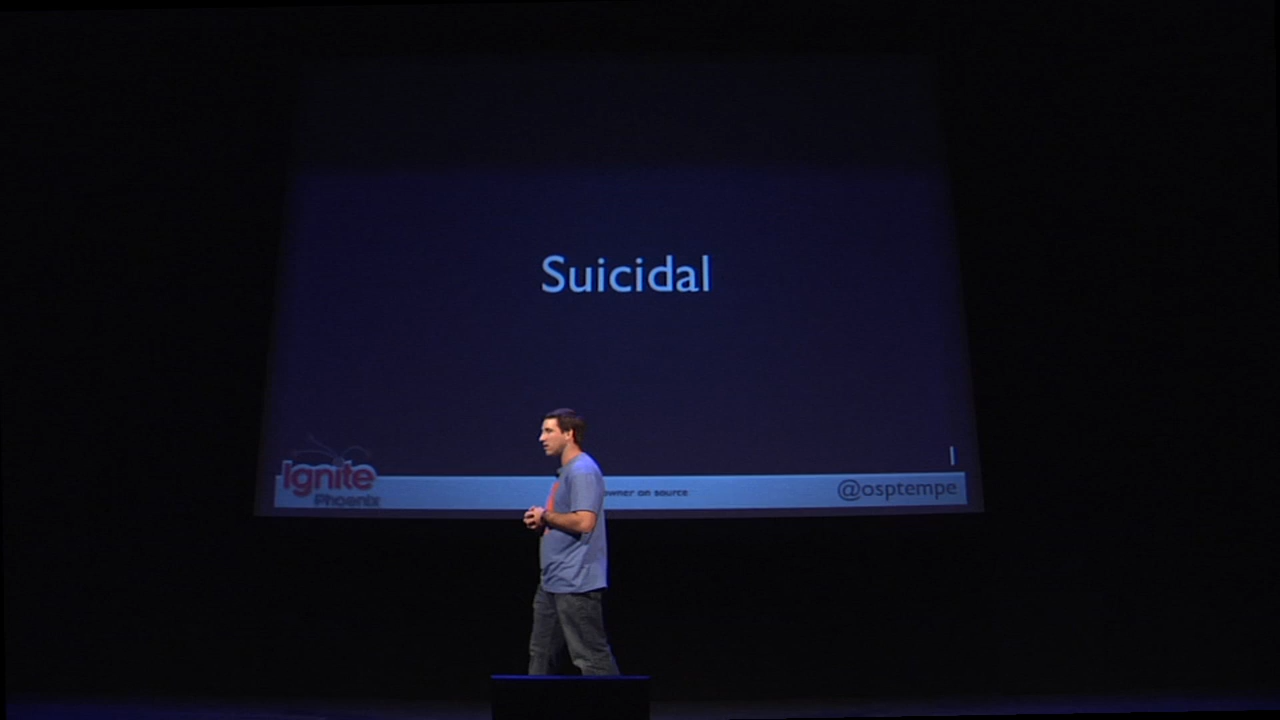 Suicidal
Ignite
Phoenix
owner on source
@osptempe